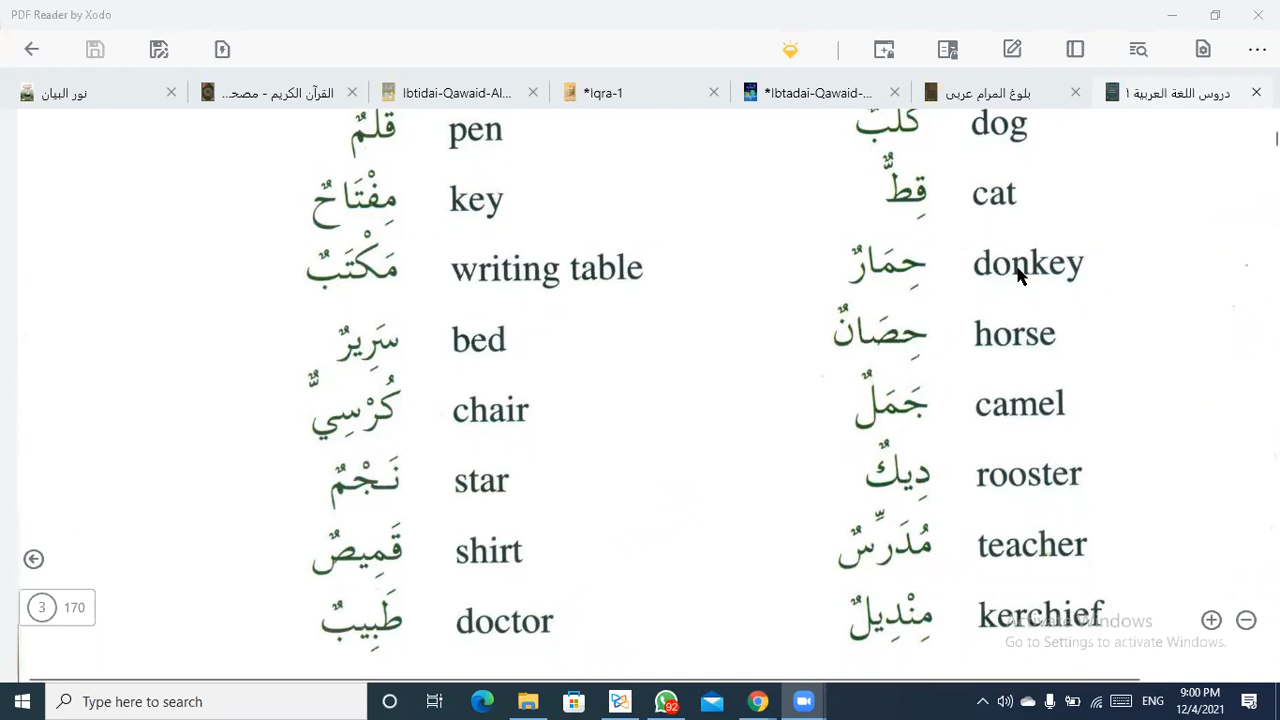 PDF Reader by Xodo
نور البيا
القرآن الكريم - مصحـ...
Ibtidai-Qawaid-Al...
*Iqra-1
*Ibtadai-Qawaid-...
بلوغ المرام عربى
دروس اللغة العربية ١
قَلَمٌ pen
كَلْبٌ dog
مِفْتَاحٌ key
قِطٌّ cat
مَكْتَبٌ writing table
حِمَارٌ donkey
سَرِيرٌ bed
حِصَانٌ horse
كُرْسِيٌّ chair
جَمَلٌ camel
نَجْمٌ star
دِيكٌ rooster
قَمِيصٌ shirt
مُدَرِّسٌ teacher
طَبِيبٌ doctor
مِنْدِيلٌ kerchief
3 170
Activate Windows
Go to Settings to activate Windows.
Type here to search
92
ENG
9:00 PM
12/4/2021